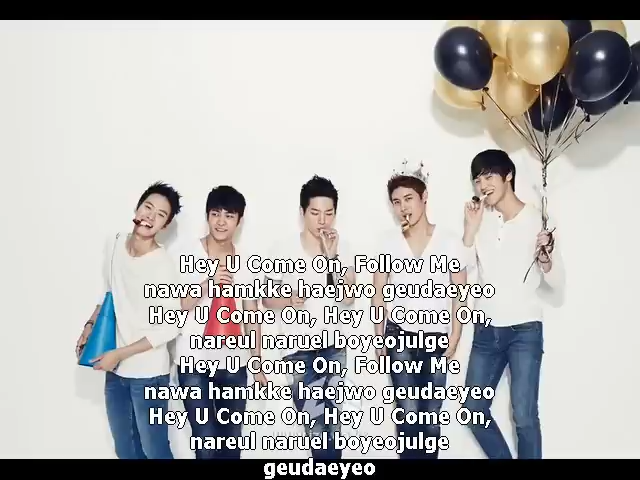 Hey U Come On, Follow Me
nawa hamkke haejwo geudaeyeo
Hey U Come On, Hey U Come On,
nareul naruel boyeojulge
Hey U Come On, Follow Me
nawa hamkke haejwo geudaeyeo
Hey U Come On, Hey U Come On,
nareul naruel boyeojulge
geudaeyeo